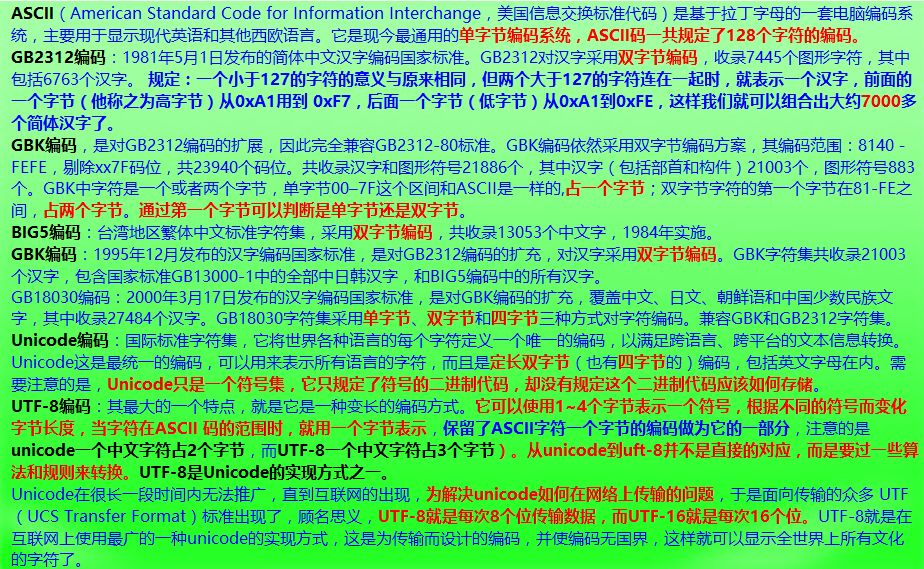 ASCII（American Standard Code for Information Interchange，美国信息交换标准代码）是基于拉丁字母的一套电脑编码系
统，主要用于显示现代英语和其他西欧语言。它是现今最通用的单字节编码系统，ASCII码一共规定了128个字符的编码。
GB2312编码：1981年5月1日发布的简体中文汉字编码国家标准。GB2312对汉字采用双字节编码，收录7445个图形字符，其中
包括6763个汉字。 规定：一个小于127的字符的意义与原来相同，但两个大于127的字符连在一起时，就表示一个汉字，前面的
一个字节（他称之为高字节）从0xA1用到 0xF7，后面一个字节（低字节）从0xA1到0xFE，这样我们就可以组合出大约7000多
个简体汉字了。
GBK编码，是对GB2312编码的扩展，因此完全兼容GB2312-80标准。GBK编码依然采用双字节编码方案，其编码范围：8140－
FEFE，剔除xx7F码位，共23940个码位。共收录汉字和图形符号21886个，其中汉字（包括部首和构件）21003个，图形符号883
个。GBK中字符是一个或者两个字节，单字节00–7F这个区间和ASCII是一样的,占一个字节；双字节字符的第一个字节在81-FE之
间，占两个字节。通过第一个字节可以判断是单字节还是双字节。
BIG5编码：台湾地区繁体中文标准字符集，采用双字节编码，共收录13053个中文字，1984年实施。
GBK编码：1995年12月发布的汉字编码国家标准，是对GB2312编码的扩充，对汉字采用双字节编码。GBK字符集共收录21003
个汉字，包含国家标准GB13000-1中的全部中日韩汉字，和BIG5编码中的所有汉字。
GB18030编码：2000年3月17日发布的汉字编码国家标准，是对GBK编码的扩充，覆盖中文、日文、朝鲜语和中国少数民族文
字，其中收录27484个汉字。GB18030字符集采用单字节、双字节和四字节三种方式对字符编码。兼容GBK和GB2312字符集。
Unicode编码：国际标准字符集，它将世界各种语言的每个字符定义一个唯一的编码，以满足跨语言、跨平台的文本信息转换。
Unicode这是最统一的编码，可以用来表示所有语言的字符，而且是定长双字节（也有四字节的）编码，包括英文字母在内。需
要注意的是，Unicode只是一个符号集，它只规定了符号的二进制代码，却没有规定这个二进制代码应该如何存储。
UTF-8编码：其最大的一个特点，就是它是一种变长的编码方式。它可以使用1~4个字节表示一个符号，根据不同的符号而变化
字节长度，当字符在ASCII 码的范围时，就用一个字节表示，保留了ASCII字符一个字节的编码做为它的一部分，注意的是
unicode一个中文字符占2个字节，而UTF-8一个中文字符占3个字节）。从unicode到uft-8并不是直接的对应，而是要过一些算
法和规则来转换。UTF-8是Unicode的实现方式之一。
Unicode在很长一段时间内无法推广，直到互联网的出现，为解决unicode如何在网络上传输的问题，于是面向传输的众多 UTF
（UCS Transfer Format）标准出现了，顾名思义，UTF-8就是每次8个位传输数据，而UTF-16就是每次16个位。UTF-8就是在
互联网上使用最广的一种unicode的实现方式，这是为传输而设计的编码，并使编码无国界，这样就可以显示全世界上所有文化
的字符了。